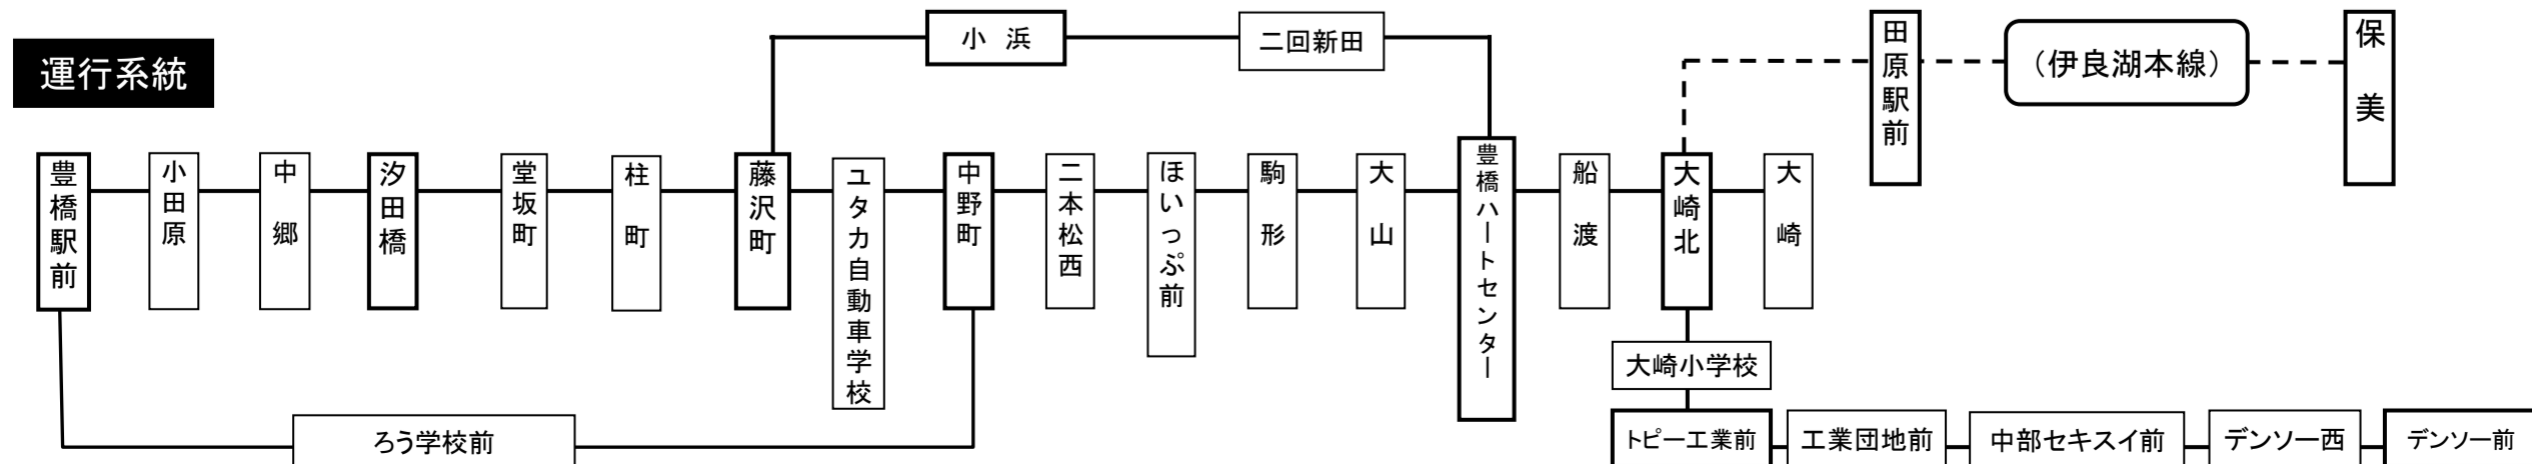 運行系統
小浜
二回新田
田原駅前
（伊良湖本線）
保美
豊橋駅前
小田原
中郷
汐田橋
堂坂町
柱町
藤沢町
ユタカ自動車学校
中野町
二本松西
ほいっぷ前
駒形
大山
豊橋ハートセンター
船渡
大崎北
大崎
大崎小学校
ろう学校前
トピー工業前
工業団地前
中部セキスイ前
デンソー西
デンソー前